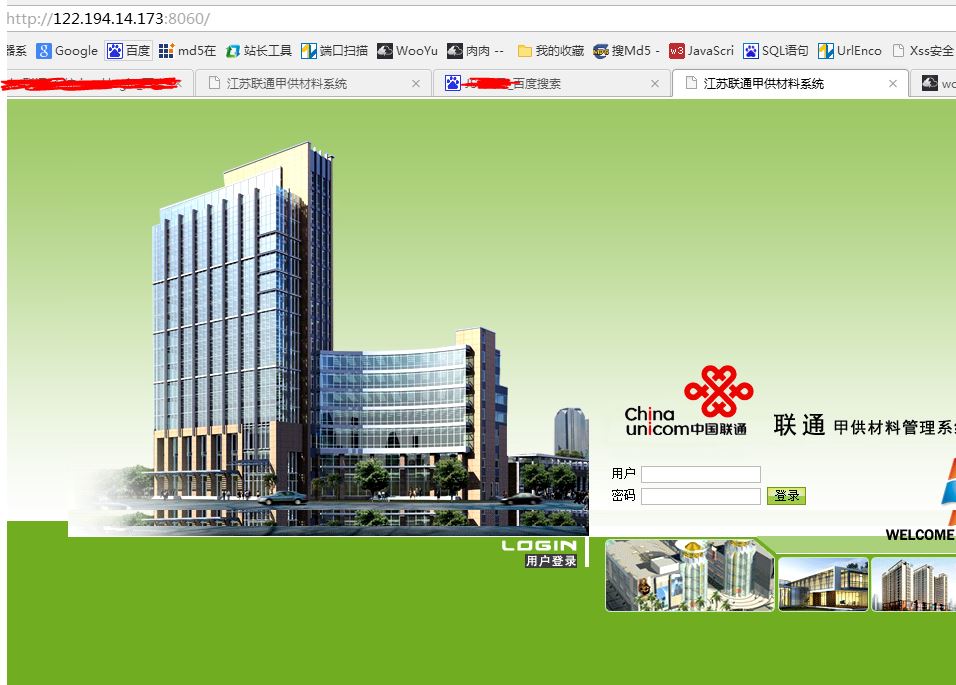 http://122.194.14.173:8060/
器系 Google 百度 md5在 站长工具 端口扫描 WooYu 肉肉 -- 我的收藏 搜Md5 - JavaScri SQL语句 UrlEnco Xss安全
江苏联通甲供材料系统 百度搜索 江苏联通甲供材料系统 wo
China
unicom中国联通
联通 甲供材料管理系
用户
密码 登录
WELCOME
LOGIN
用户登录